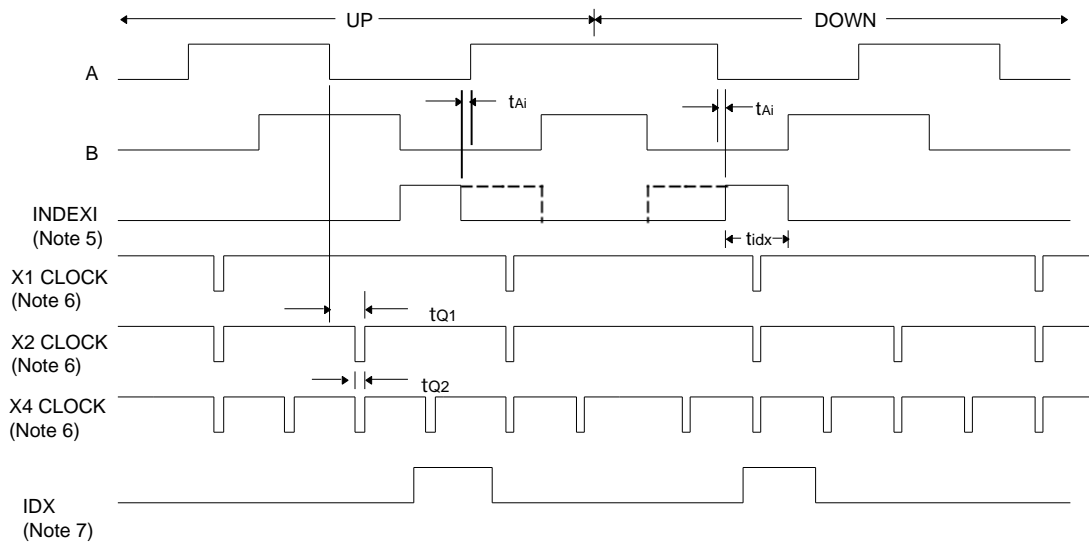 UP
DOWN
A
tAi
tAi
B
INDEXI
(Note 5)
tidx
X1 CLOCK
(Note 6)
tQ1
X2 CLOCK
(Note 6)
tQ2
X4 CLOCK
(Note 6)
IDX
(Note 7)